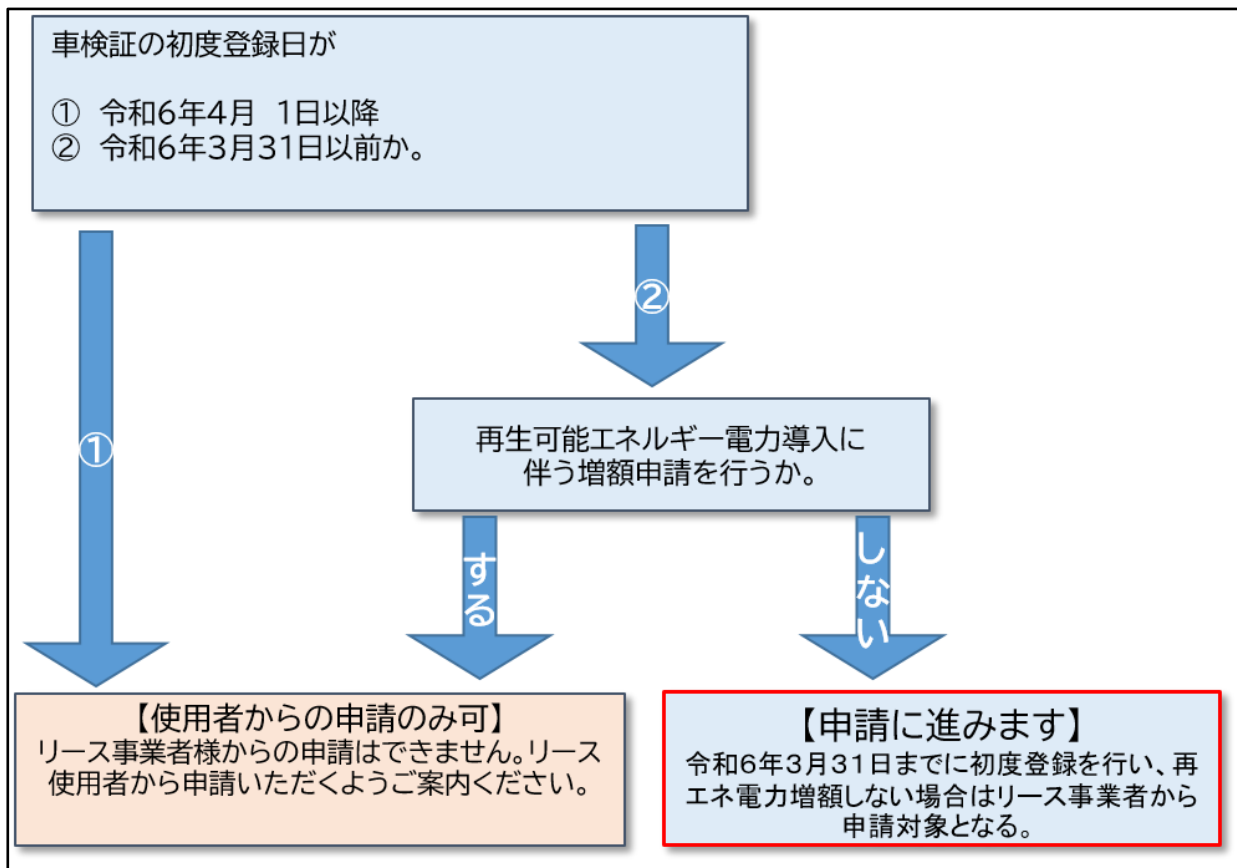 車検証の初度登録日が
① 令和6年4月 1日以降
② 令和6年3月31日以前か。
②
①
再生可能エネルギー電力導入に
伴う増額申請を行うか。
する
しない
【使用者からの申請のみ可】
リース事業者様からの申請はできません。リース
使用者から申請いただくようご案内ください。
【申請に進みます】
令和6年3月31日までに初度登録を行い、再
エネ電力増額しない場合はリース事業者から
申請対象となる。